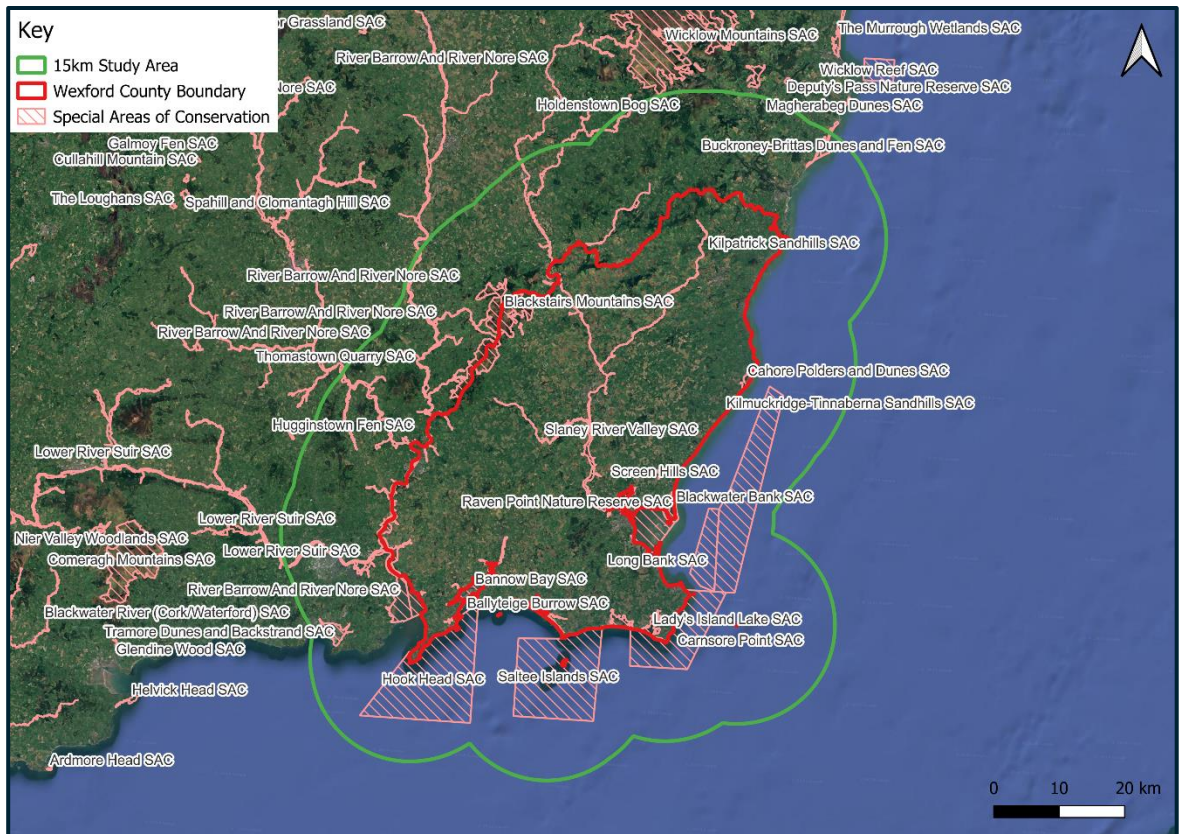 Key
15km Study Area
Wexford County Boundary
Special Areas of Conservation
Grassland SAC
Wicklow Mountains SAC
The Murrough Wetlands SAC
River Barrow And River Nore SAC
Wicklow Reef SAC
Nore SAC
Deputy's Pass Nature Reserve SAC
Holdenstown Bog SAC
Magherabeg Dunes SAC
Galmoy Fen SAC
Buckroney-Brittas Dunes and Fen SAC
Cullahill Mountain SAC
The Loughans SAC
Spahill and Clomantagh Hill SAC
Kilpatrick Sandhills SAC
River Barrow And River Nore SAC
Blackstairs Mountains SAC
River Barrow And River Nore SAC
River Barrow And River Nore SAC
Thomastown Quarry SAC
Cahore Polders and Dunes SAC
Kilmuckridge-Tinnaberna Sandhills SAC
Hugginstown Fen SAC
Slaney River Valley SAC
Lower River Suir SAC
Screen Hills SAC
Raven Point Nature Reserve SAC
Blackwater Bank SAC
Lower River Suir SAC
Nier Valley Woodlands SAC
Lower River Suir SAC
Comeragh Mountains SAC
Long Bank SAC
Bannow Bay SAC
River Barrow And River Nore SAC
Ballyteige Burrow SAC
Blackwater River (Cork/Waterford) SAC
Lady's Island Lake SAC
Tramore Dunes and Backstrand SAC
Carnsore Point SAC
Glendine Wood SAC
Hook Head SAC
Saltee Islands SAC
Helvick Head SAC
Ardmore Head SAC
0 10 20 km